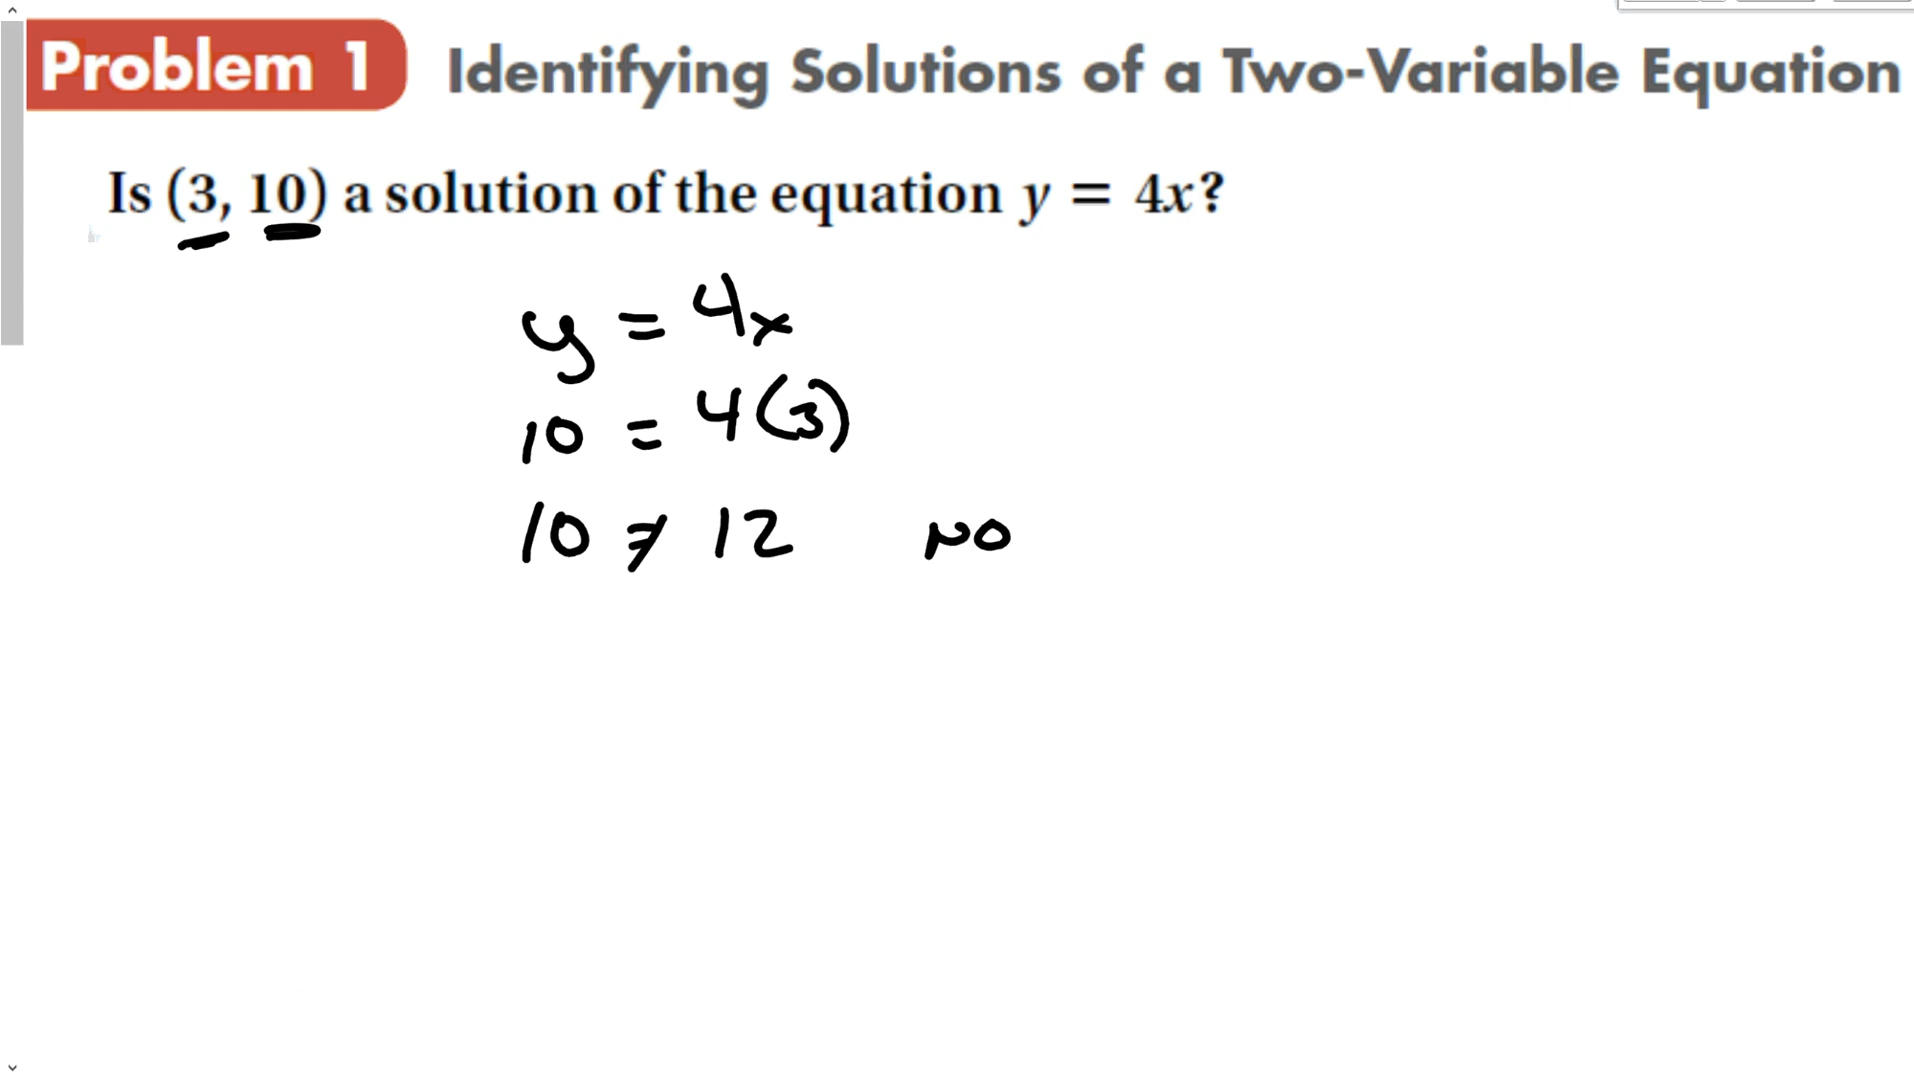 Problem 1 Identifying Solutions of a Two-Variable Equation
Is (3, 10) a solution of the equation y = 4x?
y = 4x
10 = 4(3)
10 ≠ 12 NO